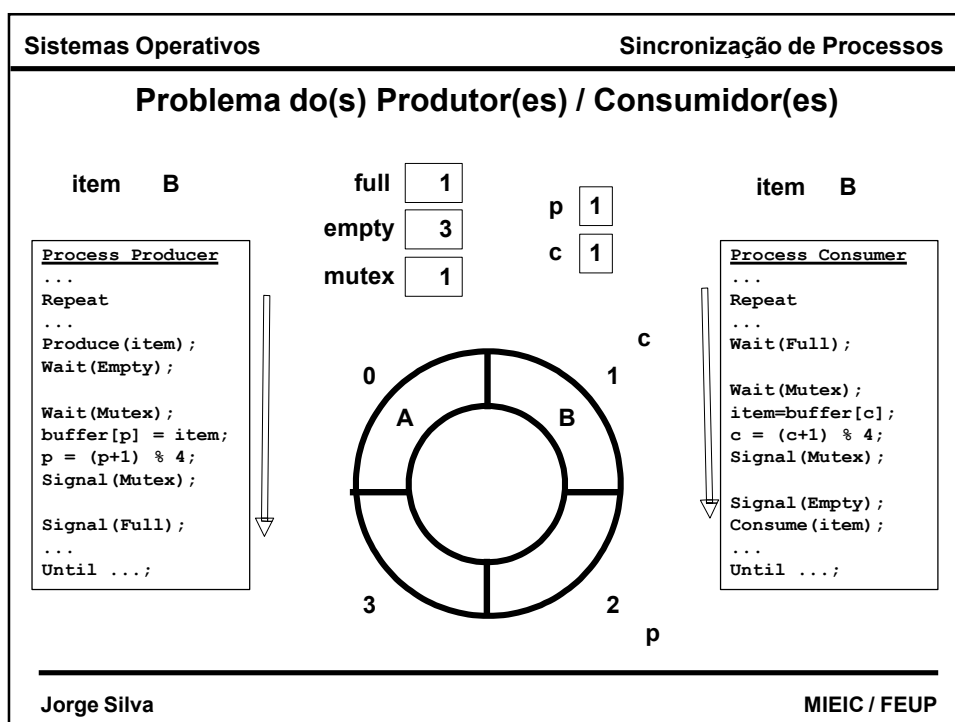 Sistemas Operativos
Sincronização de Processos
Problema do(s) Produtor(es) / Consumidor(es)
item B
full 1
empty 3
mutex 1
p 1
c 1
item B
Process Producer
...
Repeat
...
Produce(item);
Wait(Empty);
Wait(Mutex);
buffer[p] = item;
p = (p+1) % 4;
Signal(Mutex);
Signal(Full);
...
Until ...;
c
0
1
A
B
3
2
p
Process Consumer
...
Repeat
...
Wait(Full);
Wait(Mutex);
item=buffer[c];
c = (c+1) % 4;
Signal(Mutex);
Signal(Empty);
Consume(item);
...
Until ...;
Jorge Silva
MIEIC / FEUP